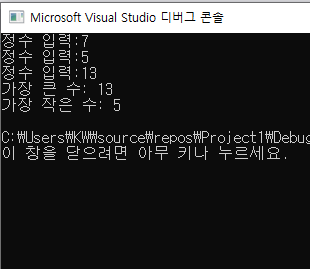 Microsoft Visual Studio 디버그 콘솔
정수 입력:7
정수 입력:5
정수 입력:13
가장 큰 수: 13
가장 작은 수: 5
C:₩Users₩KW₩source₩repos₩Project1₩Debug
이 창을 닫으려면 아무 키나 누르세요.